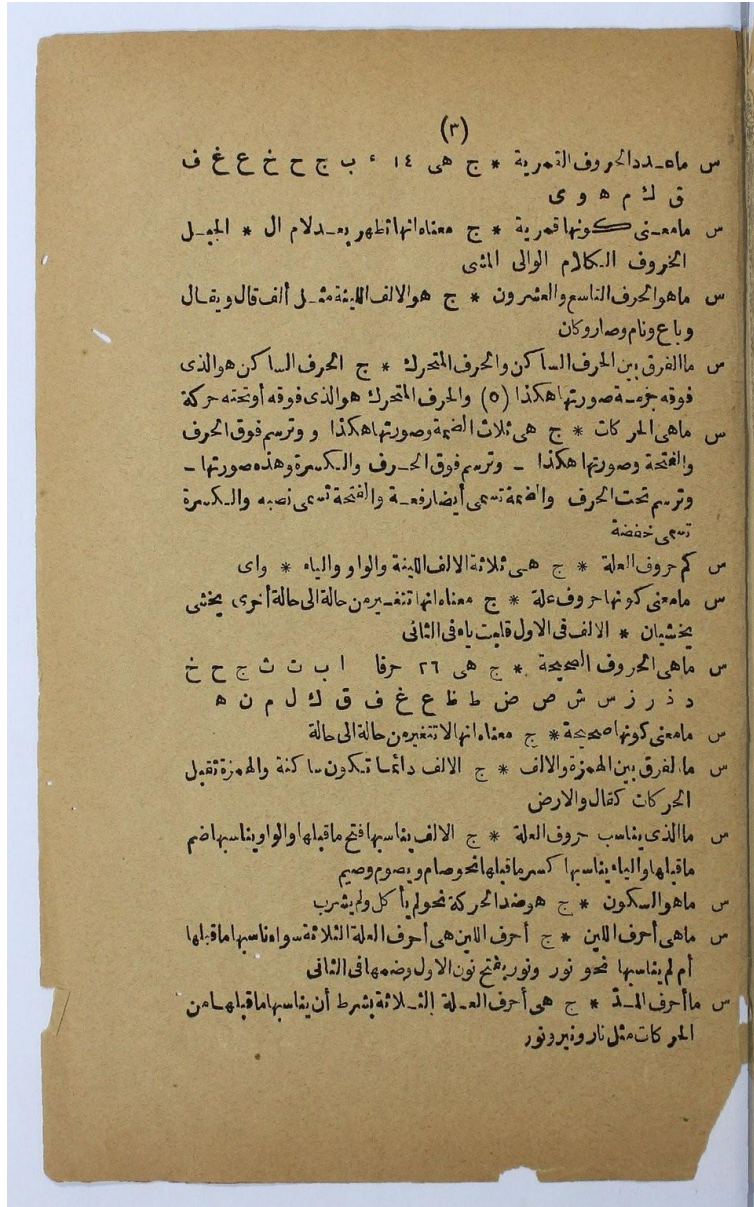 (٣)
س ما عدد الحروف القمرية * ج هى ١٤ ء ب ج ح خ ع غ ف
ق ك م ه و ى
س مامعنى كونها قمرية * ج معناه انها تظهر بعد لام ال * الجبل
الخروف الكلام الوالى المثنى
س ماهو الحرف التاسع والعشرون * ج هو الالف اللينة مثل ألف قال ويقال
وباع ونام وصار وكان
س ما الفرق بين الحرف الساكن والحرف المتحرك * ج الحرف الساكن هو الذى
فوقه جزمة صورتها هكذا (ه) والحرف المتحرك هو الذى فوقه أوتحته حركة
س ماهى الحركات * ج هى ثلاث الضمة وصورتها هكذا و وترسم فوق الحرف
والفتحة وصورتها هكذا ــ وترسم فوق الحرف والكسرة وهذه صورتها ــ
وترسم تحت الحرف والضمة تسمى أيضا رفعة والفتحة تسمى نصبه والكسرة
تسمى خفضة
س كم حروف العلة * ج هى ثلاثة الالف اللينة والواو والياء * واى
س مامعنى كونها حروف علة * ج معناه انها تتغير من حالة الى حالة أخرى يخشى
يخشيان * الالف فى الاول قلبت ياء فى الثانى
س ماهى الحروف الصحيحة * ج هى ٢٦ حرفا ا ب ت ث ج ح خ
د ذ ر ز س ش ص ض ط ظ ع غ ف ق ك ل م ن ه
س مامعنى كونها صحيحة * ج معناه انها لا تتغير من حالة الى حالة
س ما الفرق بين الهمزة والالف * ج الالف دائما تكون ساكنة والهمزة تقبل
الحركات كقال والارض
س ما الذى يناسب حروف العلة * ج الالف يناسبها فتح ماقبلها والواو يناسبها ضم
ماقبلها والياء يناسبها كسر ماقبلها نحو صام ويصوم وصيم
س ماهو السكون * ج هو ضد الحركة نحو لم يأكل ولم يشرب
س ماهى أحرف اللين * ج أحرف اللين هى أحرف العلة الثلاثة سواء ناسبها ماقبلها
أم لم يناسبها نحو نور ونور بفتح نون الاول وضمها فى الثانى
س ما أحرف المدّ * ج هى أحرف العلة الثلاثة بشرط أن يناسبها ماقبلها من
الحركات مثل نار ونير ونور